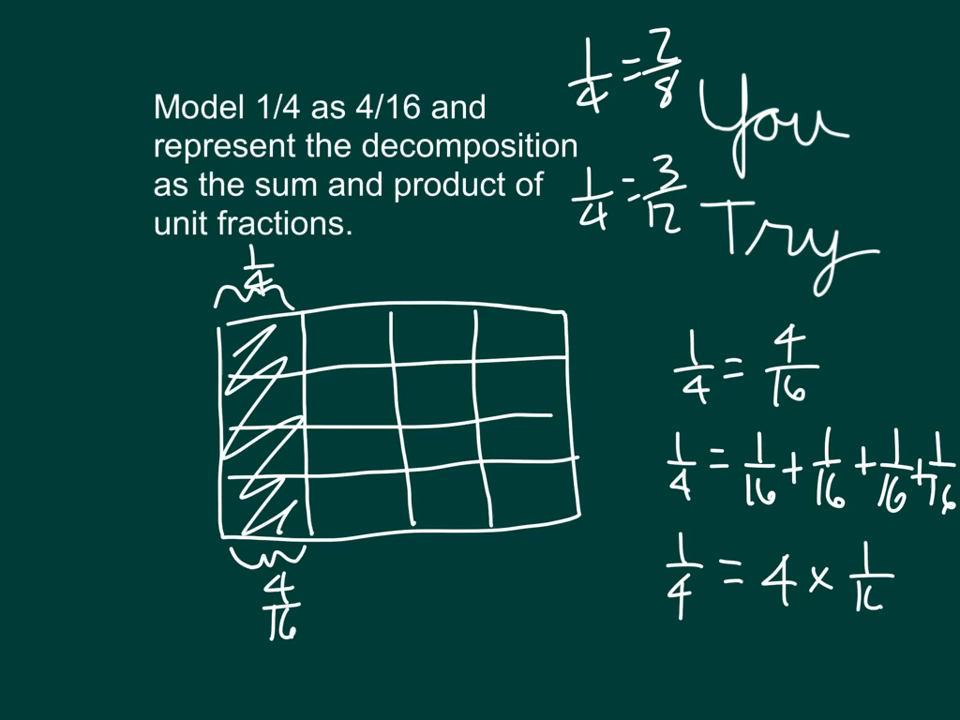 Model 1/4 as 4/16 and
represent the decomposition
as the sum and product of
unit fractions.
1/4 = 2/8
1/4 = 3/12
You
Try
1/4
4/16
1/4 = 4/16
1/4 = 1/16 + 1/16 + 1/16 + 1/16
1/4 = 4 × 1/16